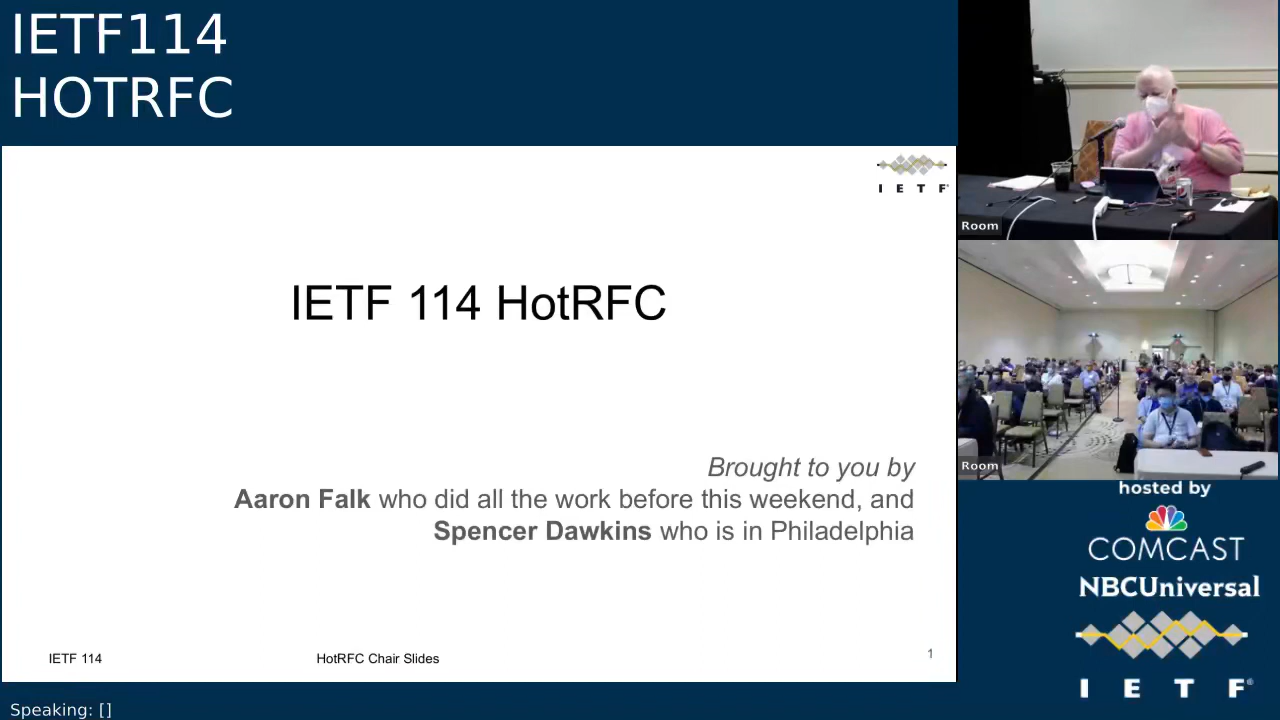 IETF114
HOTRFC
I E T F
IETF 114 HotRFC
Brought to you by
Aaron Falk who did all the work before this weekend, and
Spencer Dawkins who is in Philadelphia
IETF 114
HotRFC Chair Slides
1
Room
Room
hosted by
COMCAST
NBCUniversal
I E T F®
Speaking: []